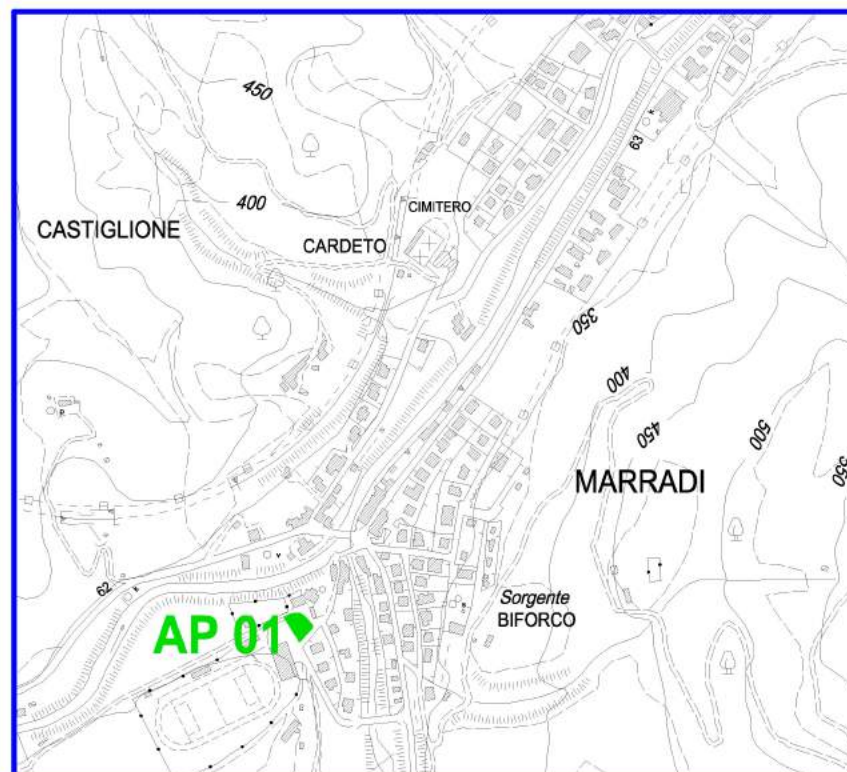 450
63
400
CIMITERO
CASTIGLIONE
CARDETO
350
400
450
500
550
MARRADI
62
Sorgente
BIFORCO
AP 01